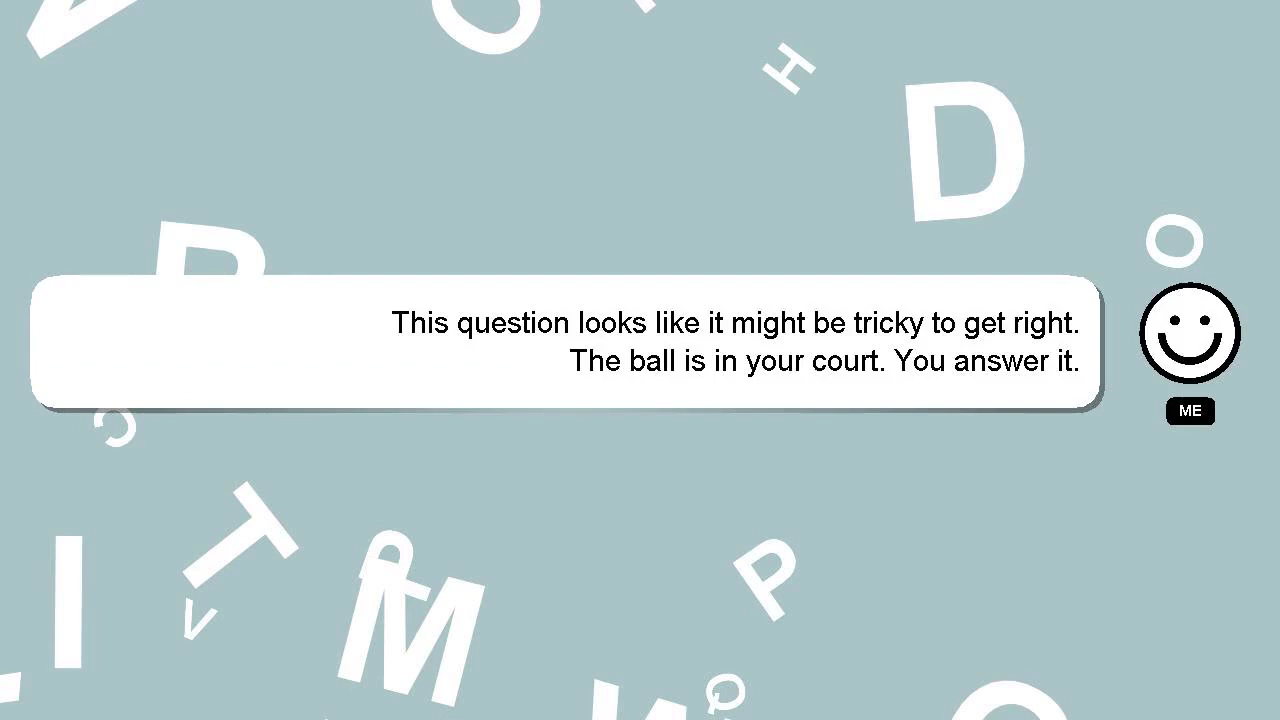 This question looks like it might be tricky to get right.
The ball is in your court. You answer it.
ME